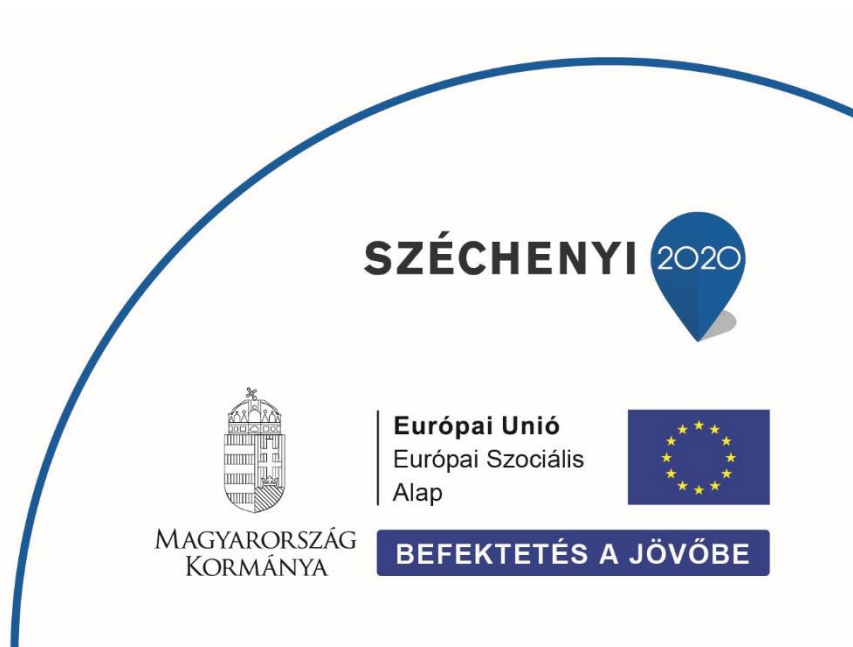 SZÉCHENYI 2020
Európai Unió
Európai Szociális
Alap
MAGYARORSZÁG
KORMÁNYA
BEFEKTETÉS A JÖVŐBE